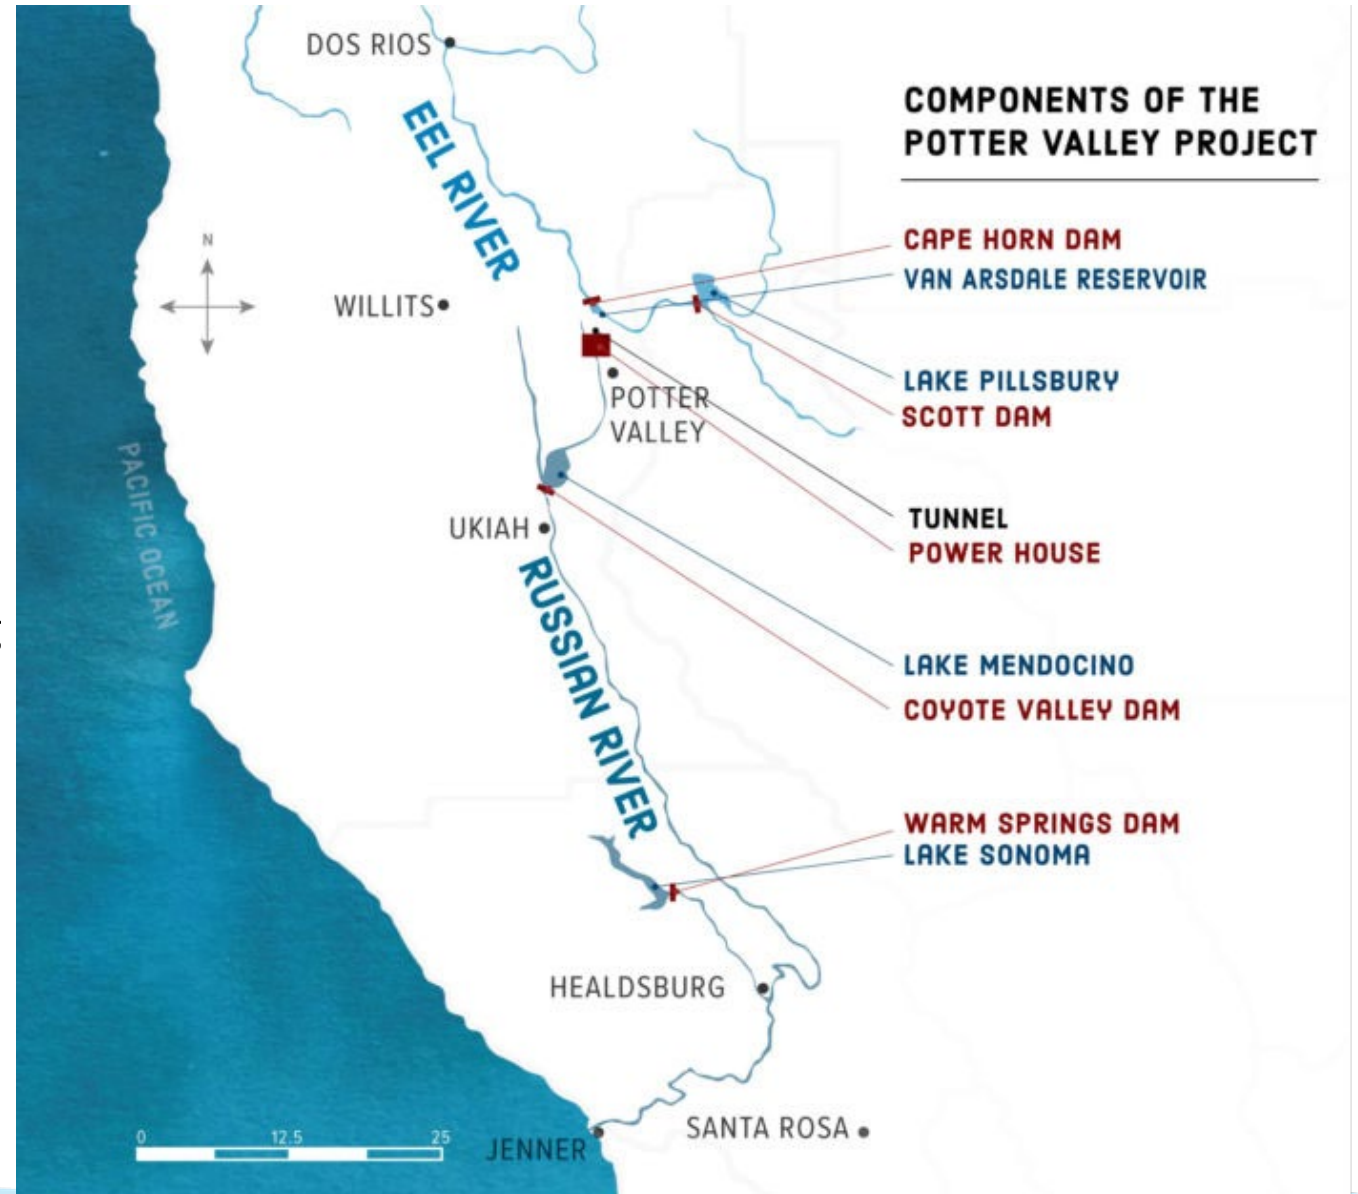 DOS RIOS
COMPONENTS OF THE
POTTER VALLEY PROJECT
EEL RIVER
N
CAPE HORN DAM
VAN ARSDALE RESERVOIR
WILLITS
LAKE PILLSBURY
SCOTT DAM
POTTER
VALLEY
PACIFIC OCEAN
TUNNEL
POWER HOUSE
UKIAH
RUSSIAN RIVER
LAKE MENDOCINO
COYOTE VALLEY DAM
WARM SPRINGS DAM
LAKE SONOMA
HEALDSBURG
SANTA ROSA
JENNER
0 12.5 25